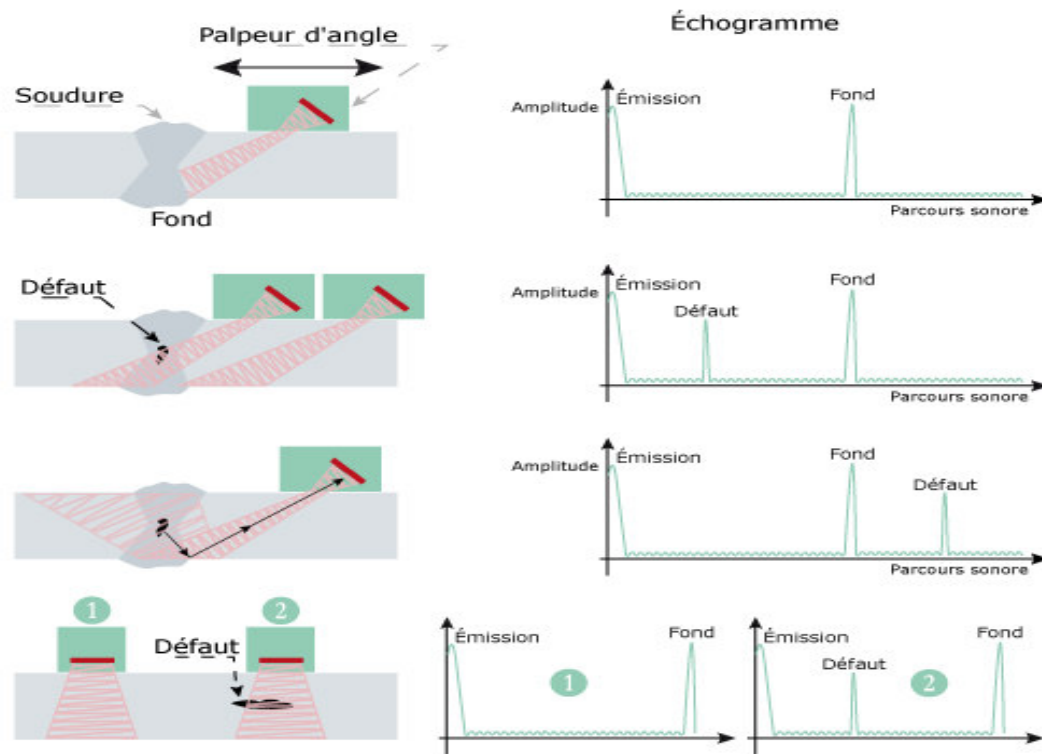 Échogramme
Palpeur d'angle
Soudure
Fond
Amplitude
Émission
Fond
Parcours sonore
Défaut
Amplitude
Émission
Défaut
Fond
Parcours sonore
Amplitude
Émission
Fond
Défaut
Parcours sonore
1
2
Défaut
Émission
Fond
1
Émission
Défaut
Fond
2